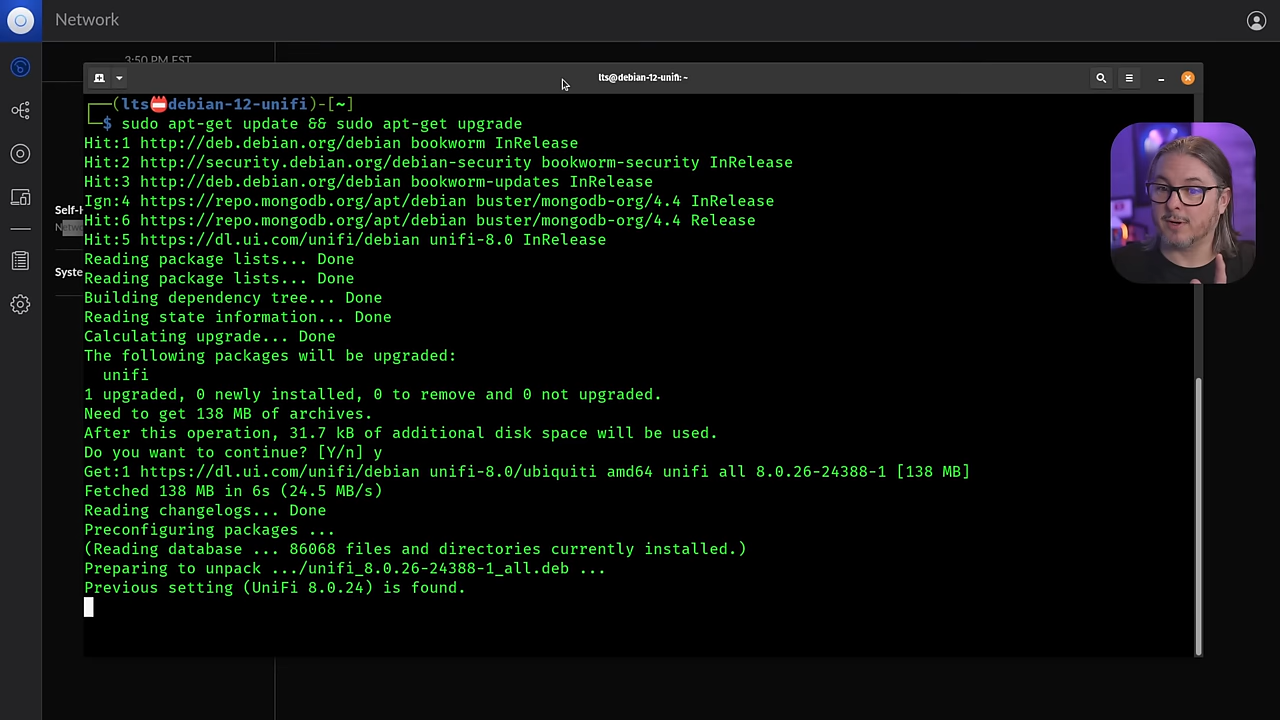 Network
3:50 PM EST
lts@debian-12-unifi: ~
┌──(lts📛debian-12-unifi)-[~]
└─$ sudo apt-get update && sudo apt-get upgrade
Hit:1 http://deb.debian.org/debian bookworm InRelease
Hit:2 http://security.debian.org/debian-security bookworm-security InRelease
Hit:3 http://deb.debian.org/debian bookworm-updates InRelease
Ign:4 https://repo.mongodb.org/apt/debian buster/mongodb-org/4.4 InRelease
Hit:6 https://repo.mongodb.org/apt/debian buster/mongodb-org/4.4 Release
Self-H
Hit:5 https://dl.ui.com/unifi/debian unifi-8.0 InRelease
Reading package lists... Done
Syste
Reading package lists... Done
Building dependency tree... Done
Reading state information... Done
Calculating upgrade... Done
The following packages will be upgraded:
unifi
1 upgraded, 0 newly installed, 0 to remove and 0 not upgraded.
Need to get 138 MB of archives.
After this operation, 31.7 kB of additional disk space will be used.
Do you want to continue? [Y/n] y
Get:1 https://dl.ui.com/unifi/debian unifi-8.0/ubiquiti amd64 unifi all 8.0.26-24388-1 [138 MB]
Fetched 138 MB in 6s (24.5 MB/s)
Reading changelogs... Done
Preconfiguring packages ...
(Reading database ... 86068 files and directories currently installed.)
Preparing to unpack .../unifi_8.0.26-24388-1_all.deb ...
Previous setting (UniFi 8.0.24) is found.